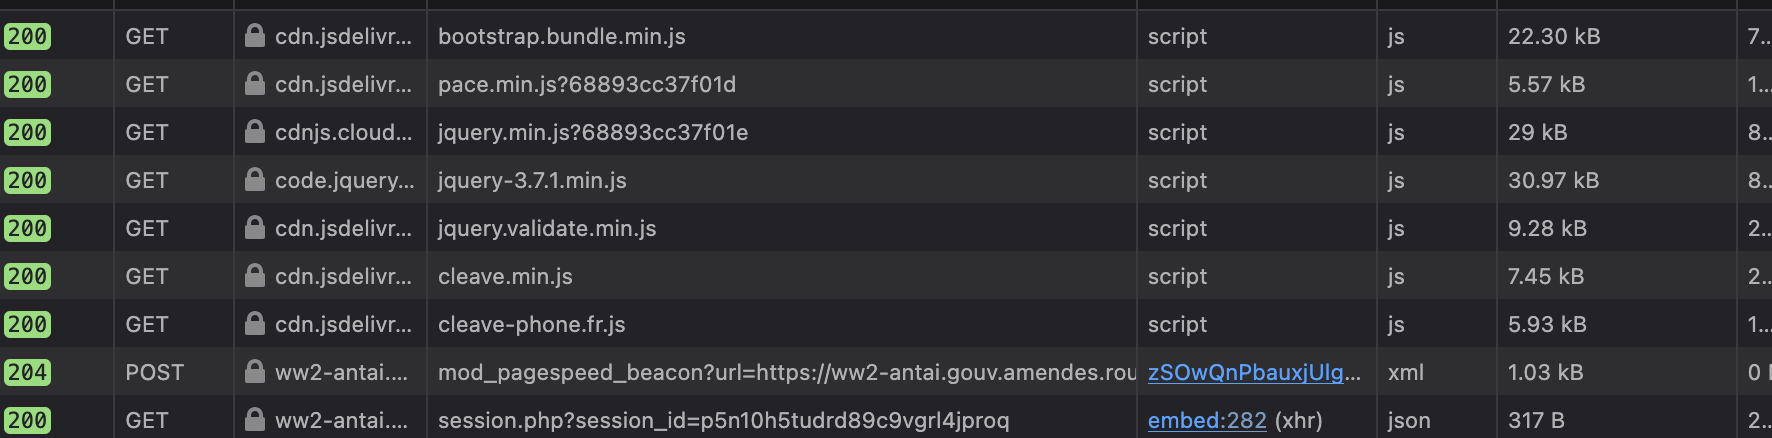 200 GET cdn.jsdelivr... bootstrap.bundle.min.js script js 22.30 kB 7..
200 GET cdn.jsdelivr... pace.min.js?68893cc37f01d script js 5.57 kB 1...
200 GET cdnjs.cloud... jquery.min.js?68893cc37f01e script js 29 kB 8..
200 GET code.jquery... jquery-3.7.1.min.js script js 30.97 kB 8..
200 GET cdn.jsdelivr... jquery.validate.min.js script js 9.28 kB 2..
200 GET cdn.jsdelivr... cleave.min.js script js 7.45 kB 2..
200 GET cdn.jsdelivr... cleave-phone.fr.js script js 5.93 kB 1...
204 POST ww2-antai.... mod_pagespeed_beacon?url=https://ww2-antai.gouv.amendes.rou zSOwQnPbauxjUlg... xml 1.03 kB 0
200 GET ww2-antai.... session.php?session_id=p5n10h5tudrd89c9vgrl4jproq embed:282 (xhr) json 317 B 2..